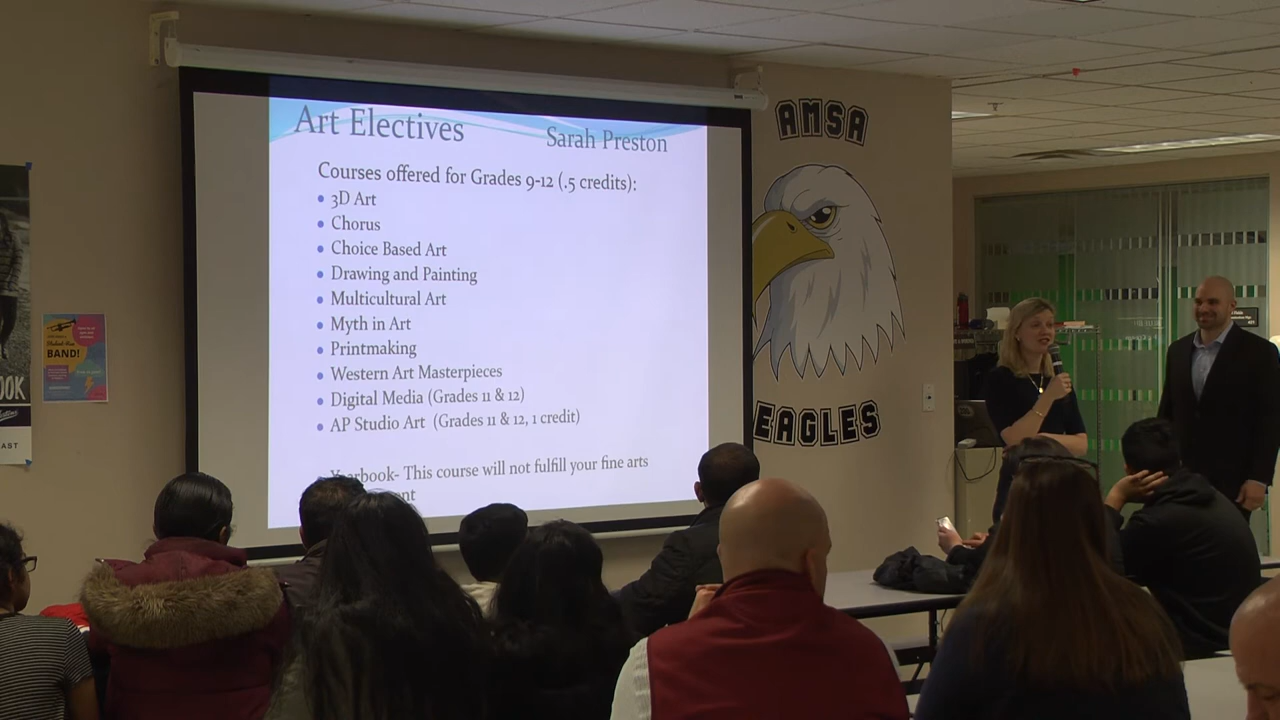 AMSA
Art Electives
Sarah Preston
Courses offered for Grades 9-12 (.5 credits):
• 3D Art
• Chorus
• Choice Based Art
• Drawing and Painting
• Multicultural Art
• Myth in Art
• Printmaking
• Western Art Masterpieces
• Digital Media (Grades 11 & 12)
• AP Studio Art (Grades 11 & 12, 1 credit)
Yearbook- This course will not fulfill your fine arts
EAGLES
BAND!
OOK
AST